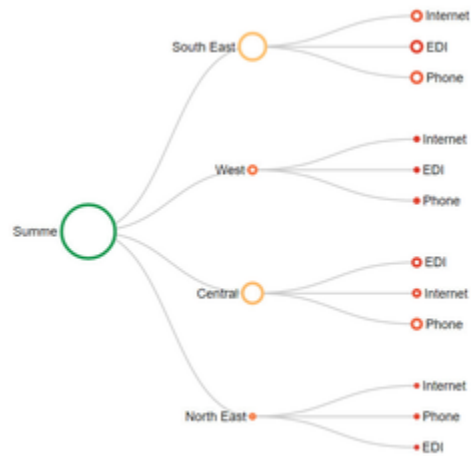 South East
Internet
EDI
Phone
West
Internet
EDI
Phone
Summe
Central
EDI
Internet
Phone
North East
Internet
Phone
EDI